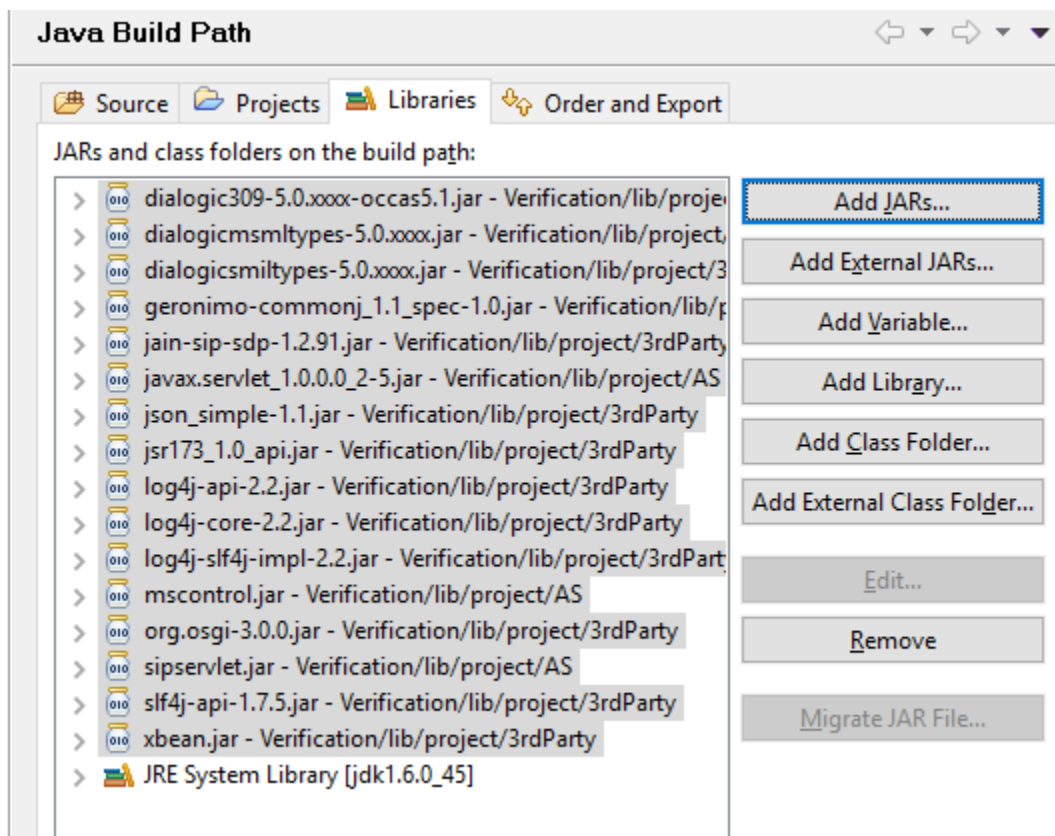 Java Build Path
Source
Projects
Libraries
Order and Export
JARs and class folders on the build path:
dialogic309-5.0.xxxx-occas5.1.jar - Verification/lib/proje
dialogicmsmltypes-5.0.xxxx.jar - Verification/lib/project/
dialogicsmiltypes-5.0.xxxx.jar - Verification/lib/project/3
geronimo-commonj_1.1_spec-1.0.jar - Verification/lib/p
jain-sip-sdp-1.2.91.jar - Verification/lib/project/3rdParty
javax.servlet_1.0.0.0_2-5.jar - Verification/lib/project/AS
json_simple-1.1.jar - Verification/lib/project/3rdParty
jsr173_1.0_api.jar - Verification/lib/project/3rdParty
log4j-api-2.2.jar - Verification/lib/project/3rdParty
log4j-core-2.2.jar - Verification/lib/project/3rdParty
log4j-slf4j-impl-2.2.jar - Verification/lib/project/3rdPart
mscontrol.jar - Verification/lib/project/AS
org.osgi-3.0.0.jar - Verification/lib/project/3rdParty
sipservlet.jar - Verification/lib/project/AS
slf4j-api-1.7.5.jar - Verification/lib/project/3rdParty
xbean.jar - Verification/lib/project/3rdParty
JRE System Library [jdk1.6.0_45]
Add JARs...
Add External JARs...
Add Variable...
Add Library...
Add Class Folder...
Add External Class Folder...
Edit...
Remove
Migrate JAR File...